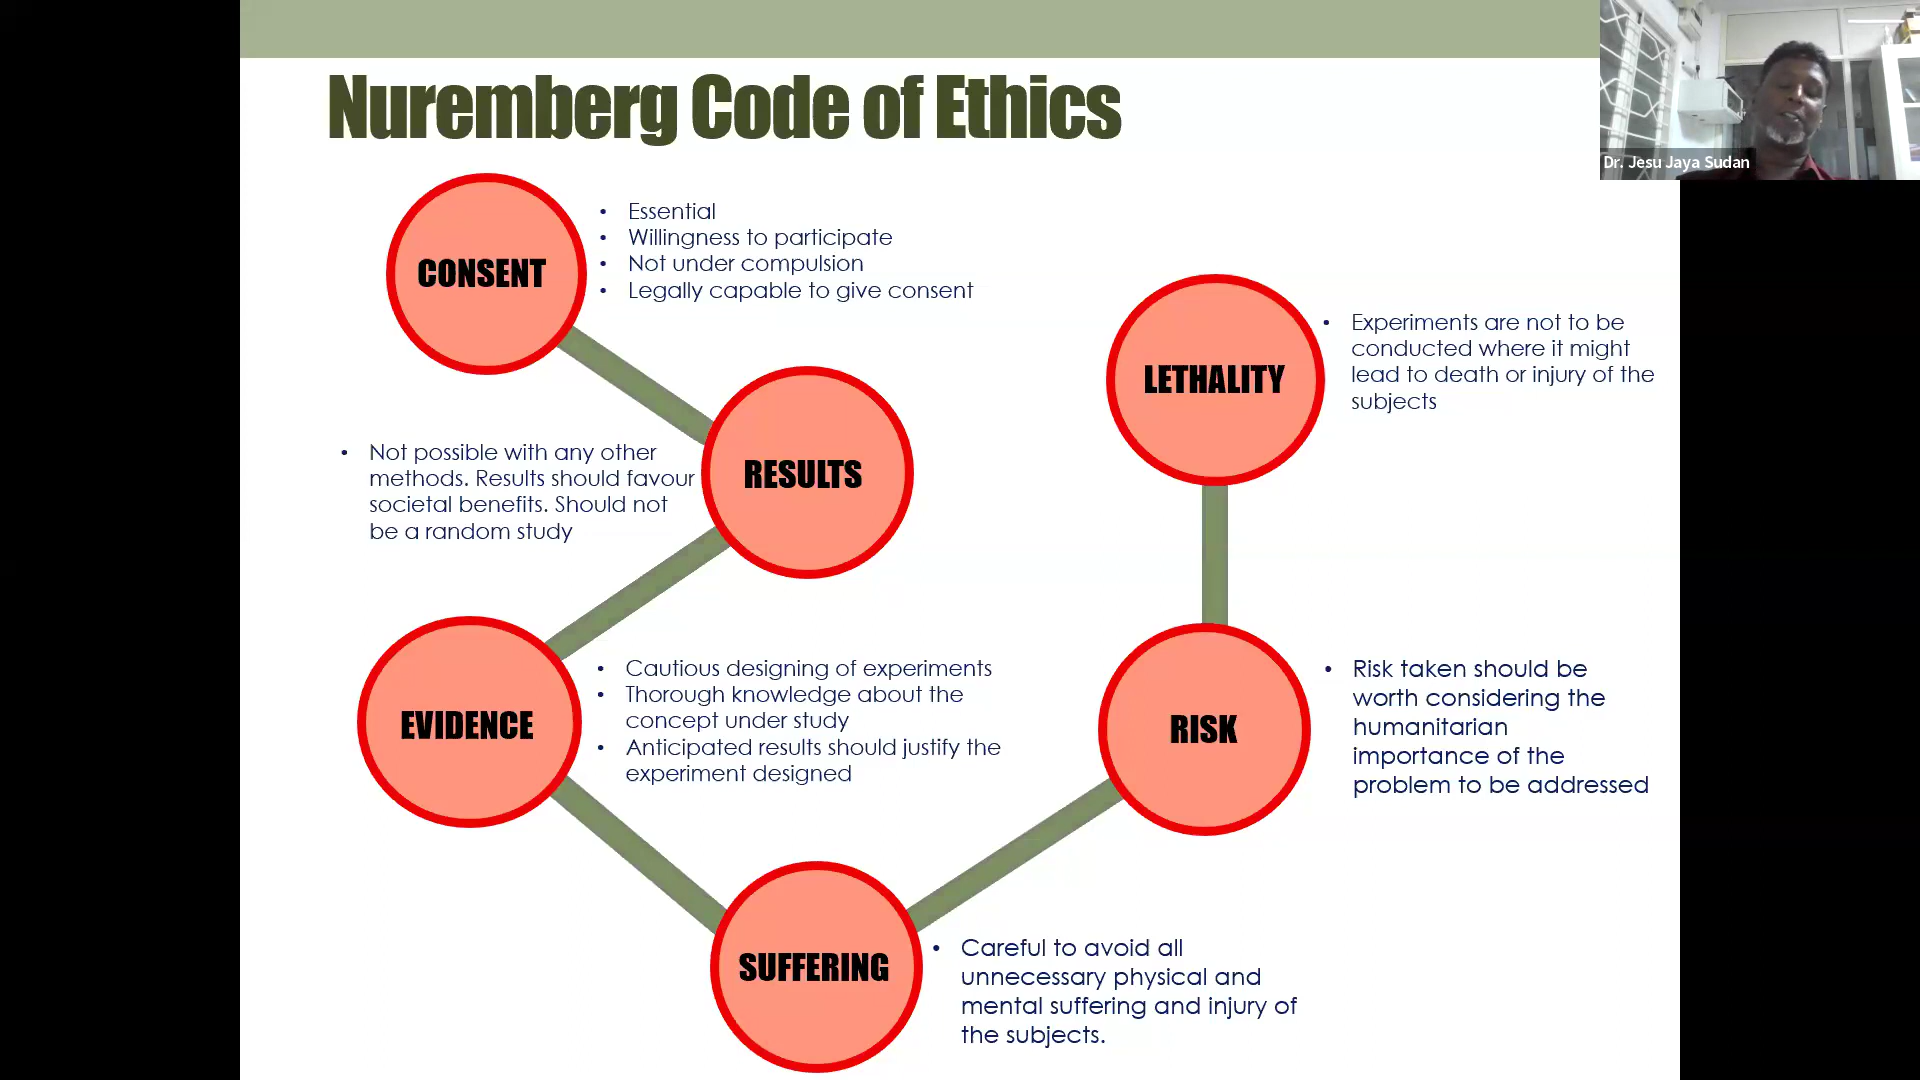 Nuremberg Code of Ethics
Dr. Jesu Jaya Sudan
CONSENT
• Essential
• Willingness to participate
• Not under compulsion
• Legally capable to give consent
RESULTS
• Not possible with any other
methods. Results should favour
societal benefits. Should not
be a random study
EVIDENCE
• Cautious designing of experiments
• Thorough knowledge about the
concept under study
• Anticipated results should justify the
experiment designed
SUFFERING
• Careful to avoid all
unnecessary physical and
mental suffering and injury of
the subjects.
RISK
• Risk taken should be
worth considering the
humanitarian
importance of the
problem to be addressed
LETHALITY
• Experiments are not to be
conducted where it might
lead to death or injury of the
subjects